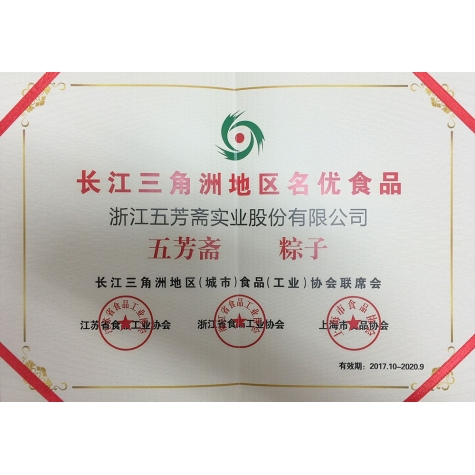 长江三角洲地区名优食品
浙江五芳斋实业股份有限公司
五芳斋 粽子
长江三角洲地区(城市)食品(工业)协会联席会
江苏省食品工业协会 浙江省食品工业协会 上海市食品协会
有效期：2017.10-2020.9